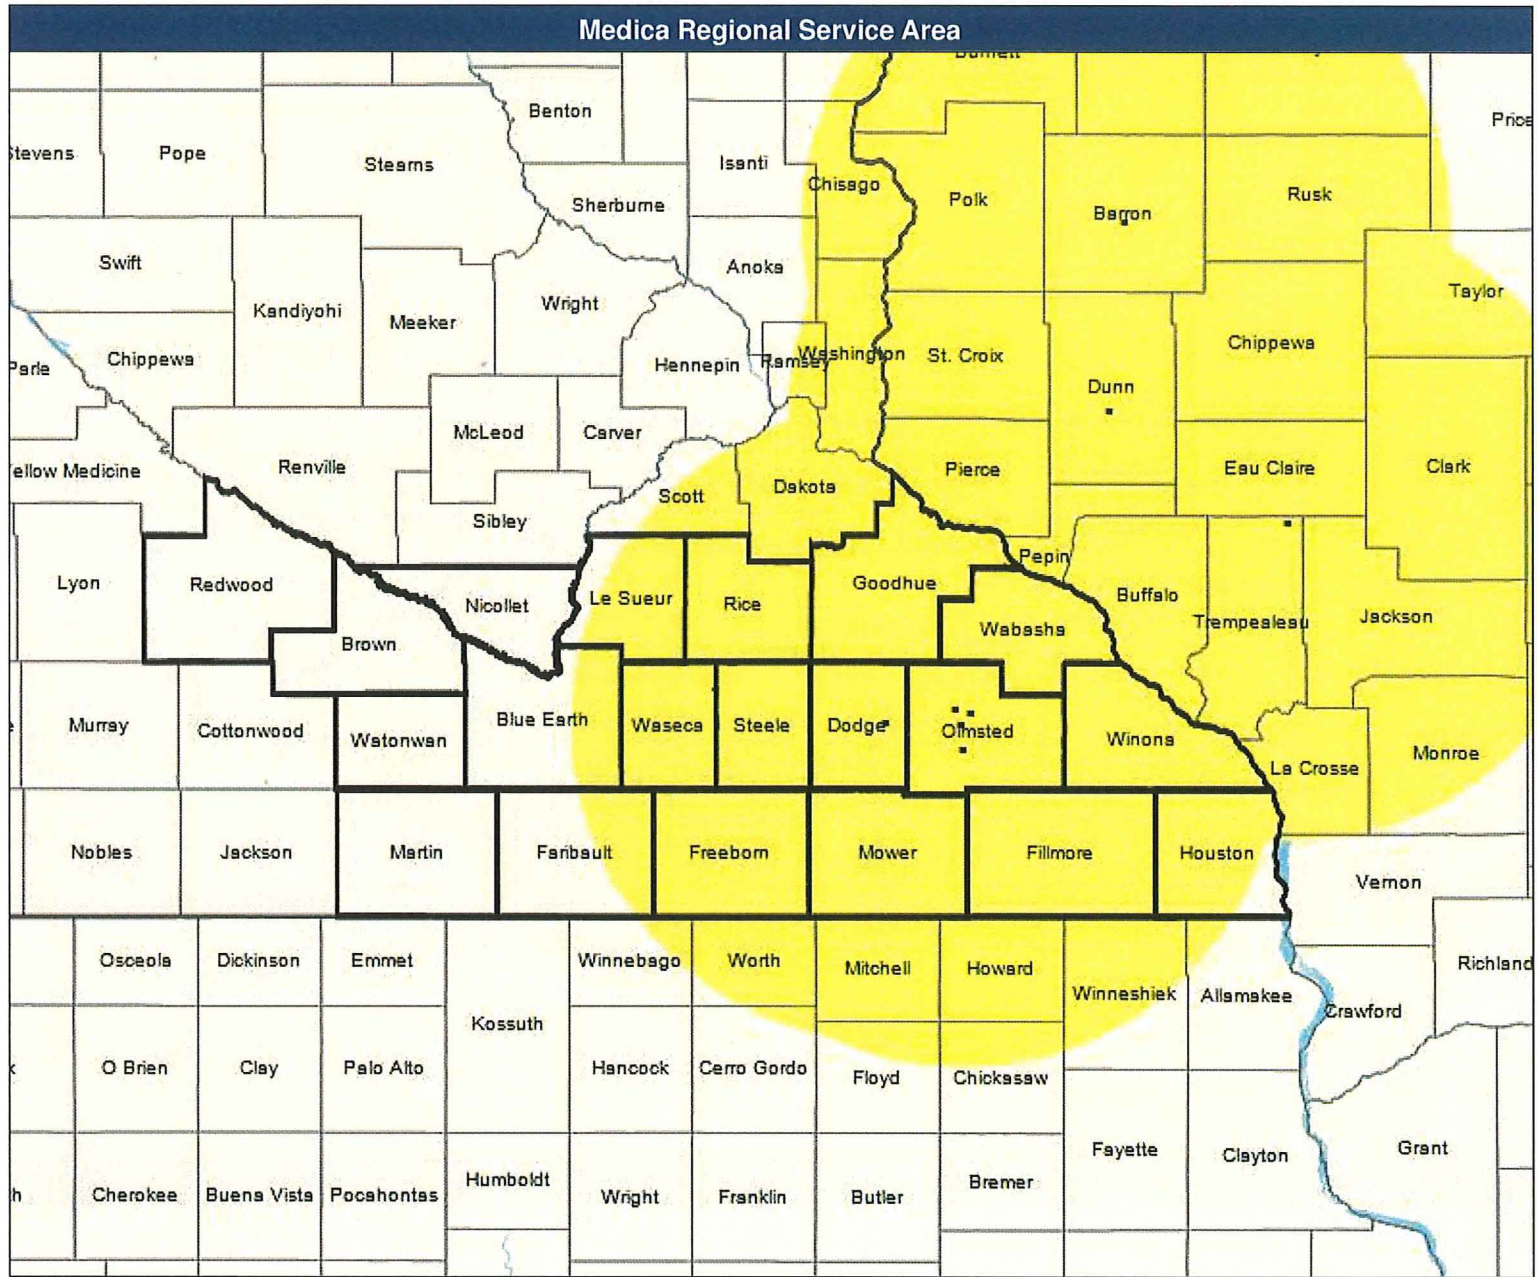 Medica Regional Service Area
Benton
Price
Stevens
Pope
Stearns
Isanti
Chisago
Polk
Barron
Rusk
Sherburne
Swift
Anoka
Taylor
Kandiyohi
Meeker
Wright
Chippewa
Hennepin
Ramsey
Washington
St. Croix
Chippewa
Dunn
McLeod
Carver
Renville
ellow Medicine
Scott
Dakota
Pierce
Eau Claire
Clark
Sibley
Lyon
Redwood
Nicollet
Le Sueur
Rice
Goodhue
Pepin
Buffalo
Trempealeau
Jackson
Brown
Wabasha
Murray
Cottonwood
Watonwan
Blue Earth
Waseca
Steele
Dodge
Olmsted
Winona
La Crosse
Monroe
Nobles
Jackson
Martin
Faribault
Freeborn
Mower
Fillmore
Houston
Vernon
Osceola
Dickinson
Emmet
Winnebago
Worth
Mitchell
Howard
Winneshiek
Allamakee
Crawford
Richland
Kossuth
O Brien
Clay
Palo Alto
Hancock
Cerro Gordo
Floyd
Chickasaw
Fayette
Clayton
Grant
Cherokee
Buena Vista
Pocahontas
Humboldt
Wright
Franklin
Butler
Bremer